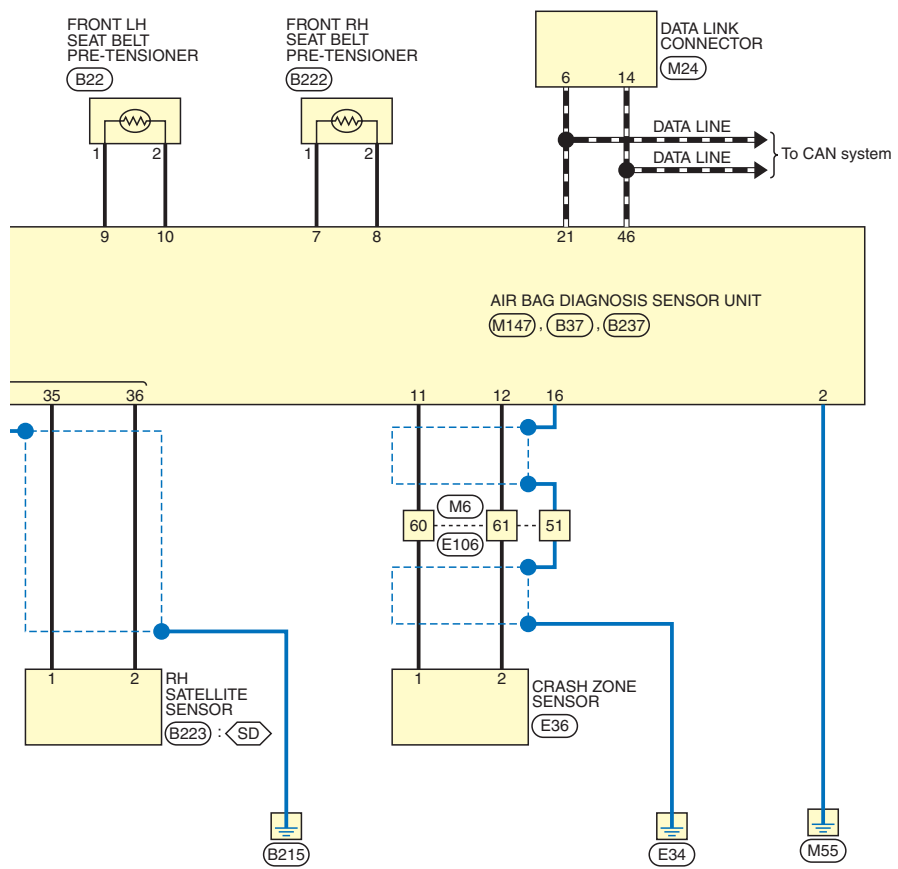 FRONT LH
SEAT BELT
PRE-TENSIONER
B22
FRONT RH
SEAT BELT
PRE-TENSIONER
B222
DATA LINK
CONNECTOR
M24
6 14
1 2
1 2
DATA LINE
DATA LINE
To CAN system
9 10 7 8 21 46
AIR BAG DIAGNOSIS SENSOR UNIT
M147 , B37 , B237
35 36 11 12 16 2
M6
60 61 51
E106
1 2
RH
SATELLITE
SENSOR
B223 : SD
1 2
CRASH ZONE
SENSOR
E36
B215
E34
M55